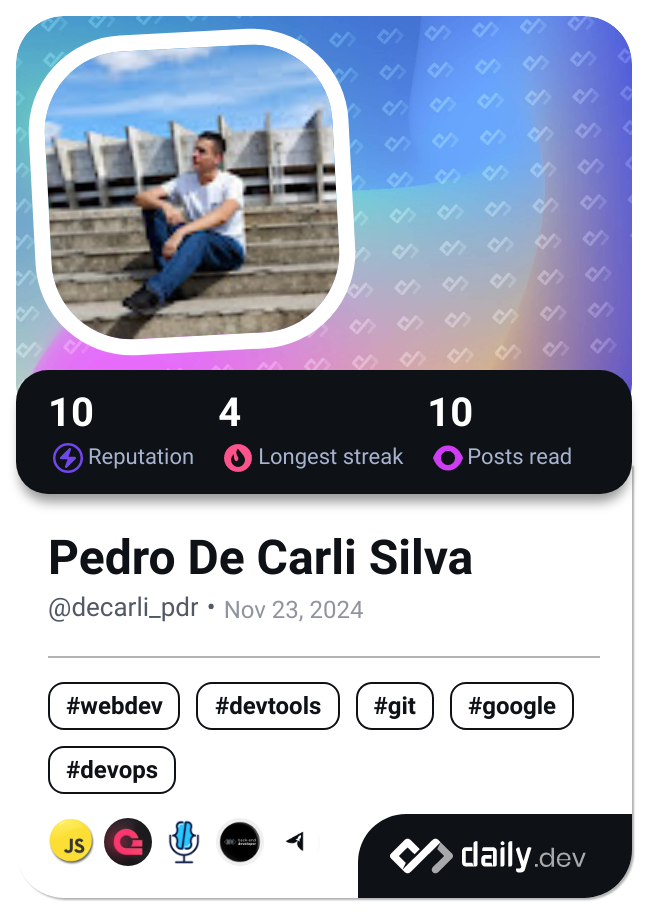 10 4 10
Reputation Longest streak Posts read
Pedro De Carli Silva
@decarli_pdr • Nov 23, 2024
#webdev #devtools #git #google
#devops
JS
daily.dev